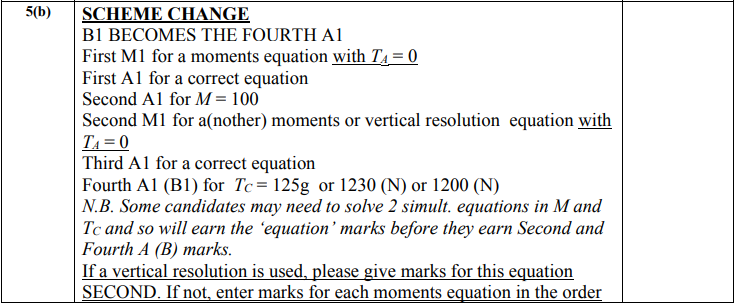 5(b)
SCHEME CHANGE
B1 BECOMES THE FOURTH A1
First M1 for a moments equation with T_A = 0
First A1 for a correct equation
Second A1 for M = 100
Second M1 for a(nother) moments or vertical resolution equation with
T_A = 0
Third A1 for a correct equation
Fourth A1 (B1) for T_C = 125g or 1230 (N) or 1200 (N)
N.B. Some candidates may need to solve 2 simult. equations in M and
T_C and so will earn the ‘equation’ marks before they earn Second and
Fourth A (B) marks.
If a vertical resolution is used, please give marks for this equation
SECOND. If not, enter marks for each moments equation in the order